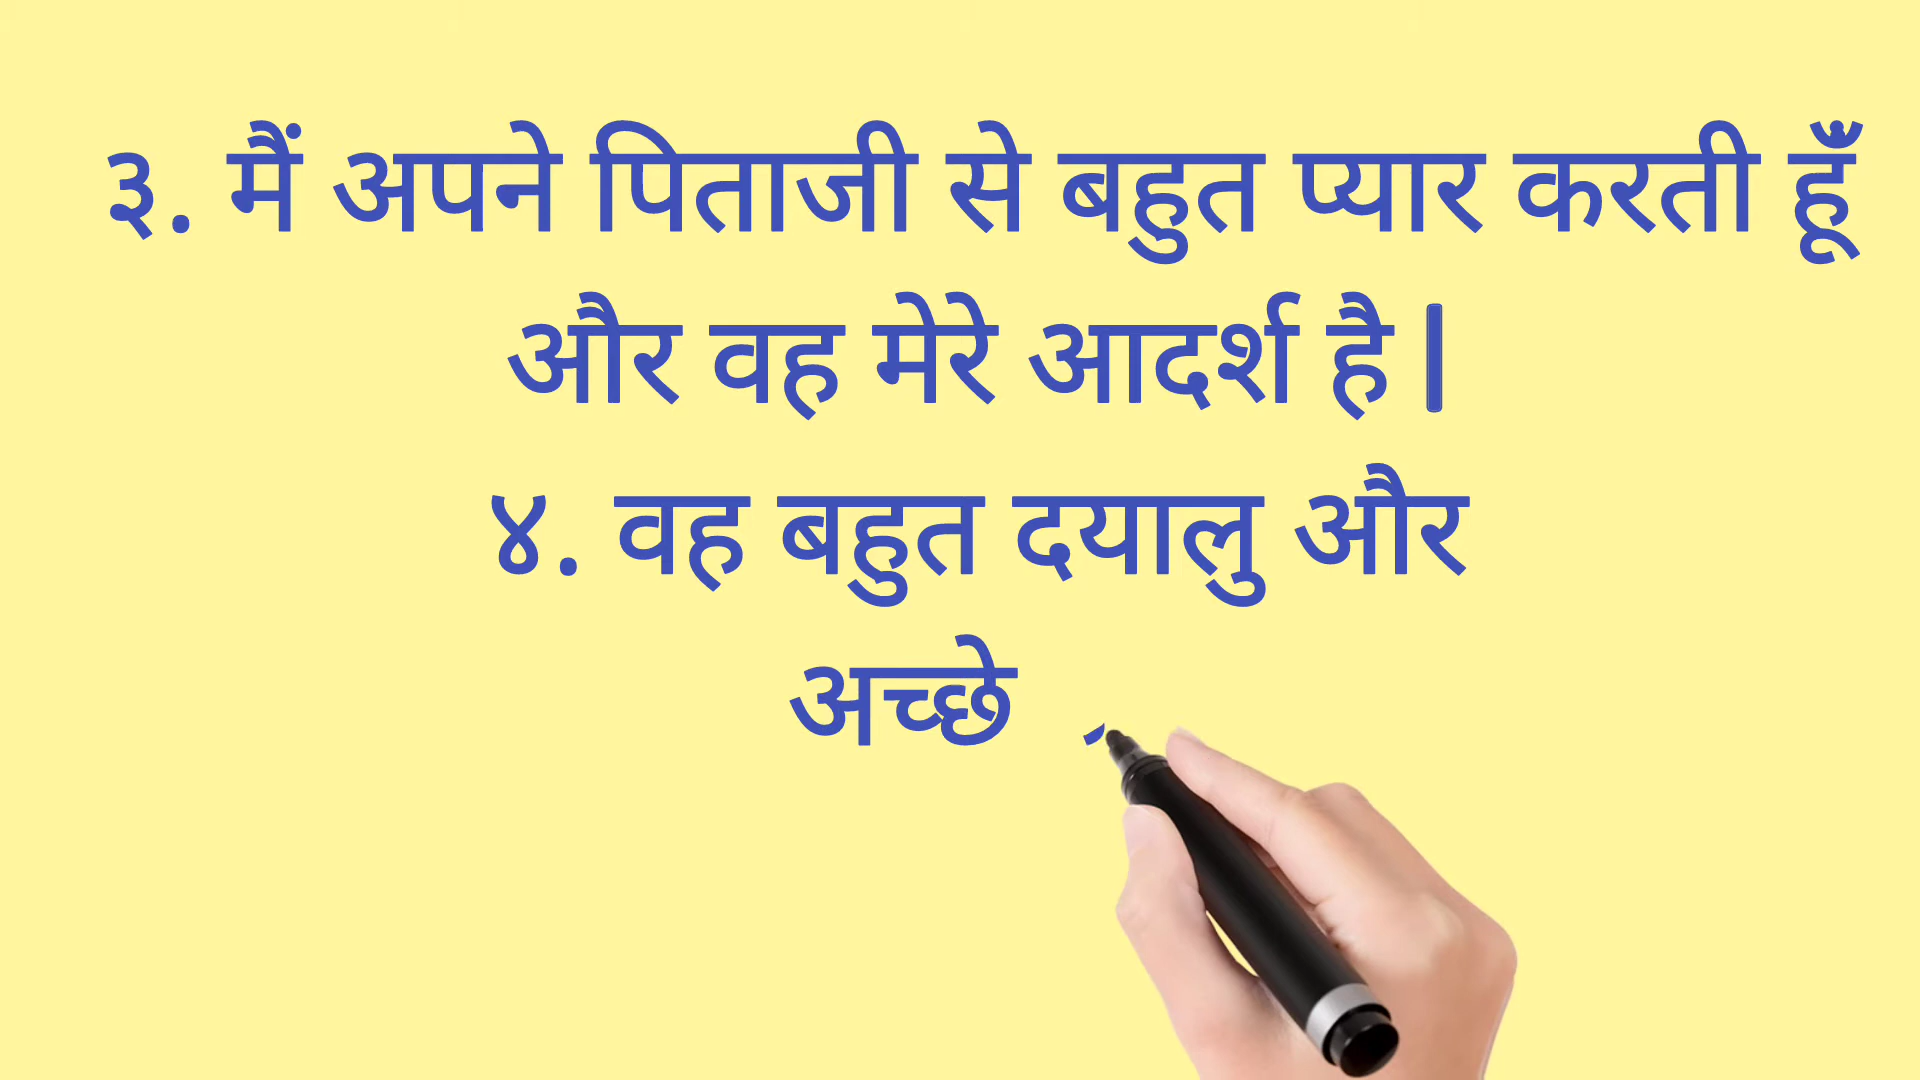 ३. मैं अपने पिताजी से बहुत प्यार करती हूँ
और वह मेरे आदर्श है |
४. वह बहुत दयालु और
अच्छे